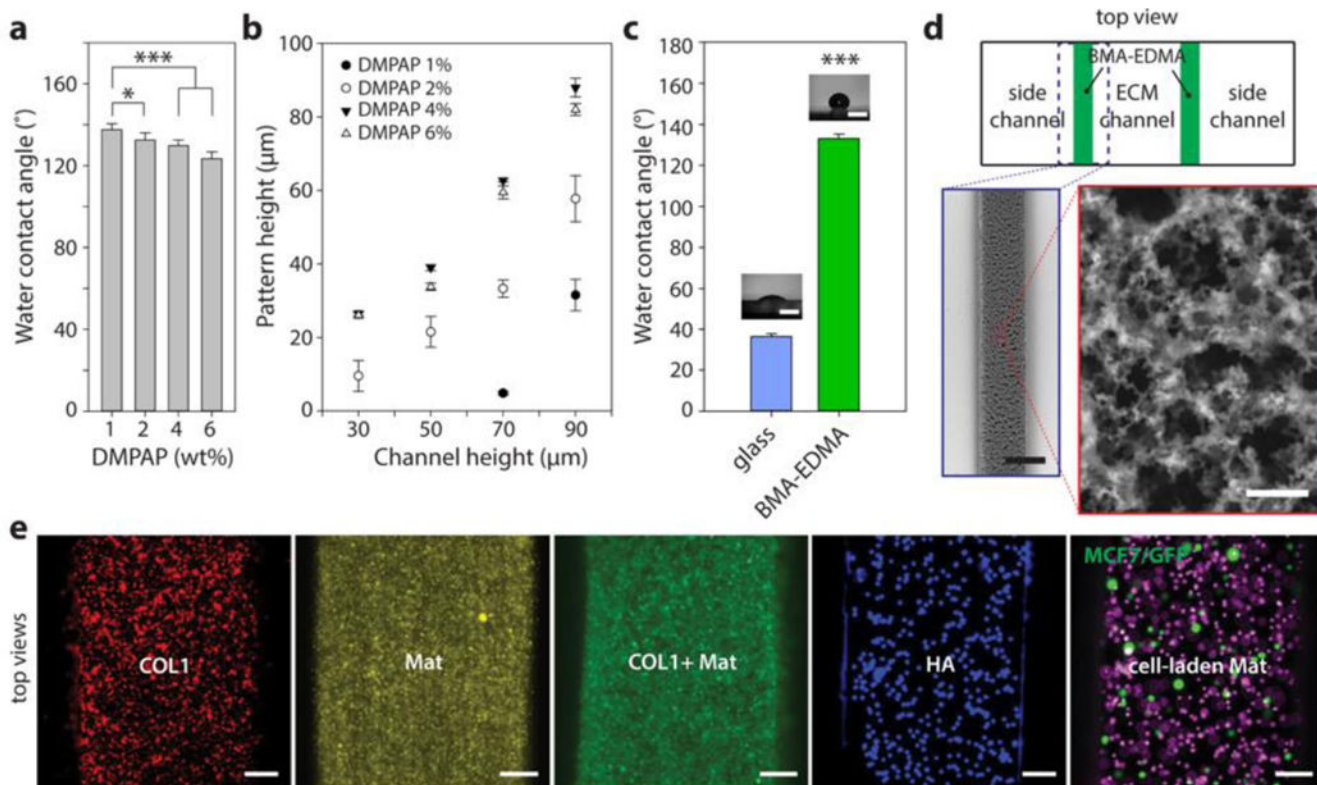 a
Water contact angle (°)
160
120
80
40
0
***
*
1 2 4 6
DMPAP (wt%)
b
Pattern height (µm)
100
80
60
40
20
0
DMPAP 1%
DMPAP 2%
DMPAP 4%
DMPAP 6%
30 50 70 90
Channel height (µm)
c
Water contact angle (°)
180
160
140
120
100
80
60
40
20
0
***
glass
BMA-EDMA
d
top view
BMA-EDMA
side channel
ECM channel
side channel
e
top views
COL1
Mat
COL1+ Mat
HA
MCF7/GFP
cell-laden Mat